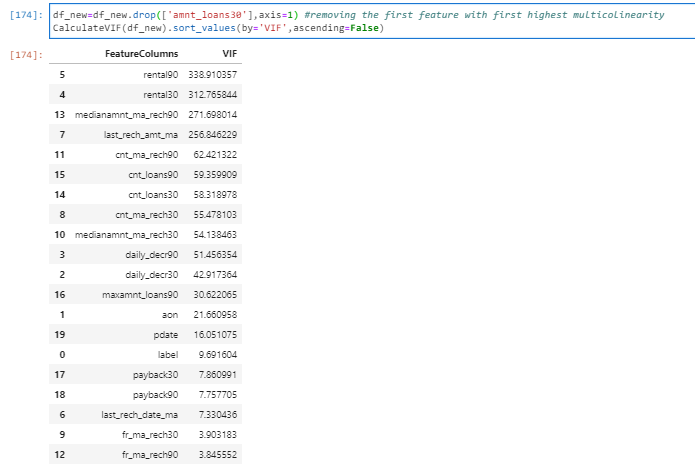 [174]: df_new=df_new.drop(['amnt_loans30'],axis=1) #removing the first feature with first highest multicolinearity
CalculateVIF(df_new).sort_values(by='VIF',ascending=False)
[174]: FeatureColumns VIF
5 rental90 338.910357
4 rental30 312.765844
13 medianamnt_ma_rech90 271.698014
7 last_rech_amt_ma 256.846229
11 cnt_ma_rech90 62.421322
15 cnt_loans90 59.359909
14 cnt_loans30 58.318978
8 cnt_ma_rech30 55.478103
10 medianamnt_ma_rech30 54.138463
3 daily_decr90 51.456354
2 daily_decr30 42.917364
16 maxamnt_loans90 30.622065
1 aon 21.660958
19 pdate 16.051075
0 label 9.691604
17 payback30 7.860991
18 payback90 7.757705
6 last_rech_date_ma 7.330436
9 fr_ma_rech30 3.903183
12 fr_ma_rech90 3.845552